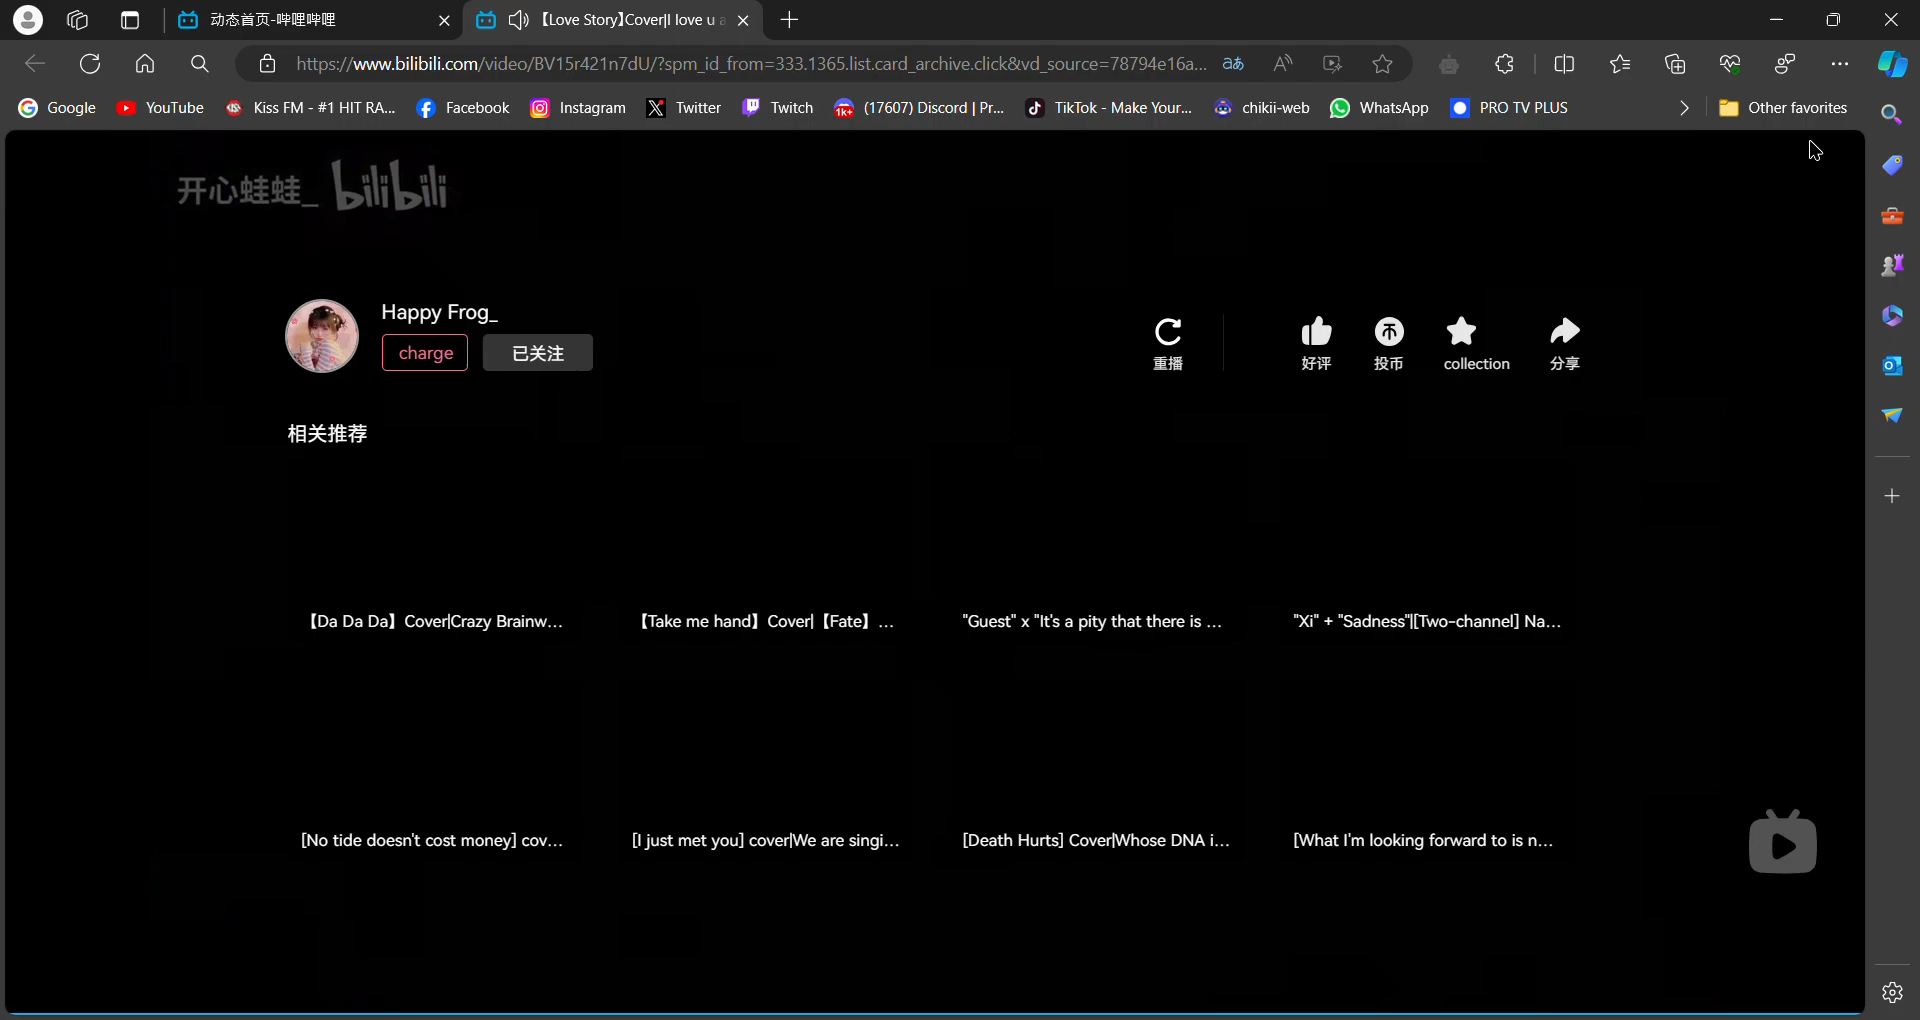 动态首页-哔哩哔哩
【Love Story】Cover|I love u a
https://www.bilibili.com/video/BV15r421n7dU/?spm_id_from=333.1365.list.card_archive.click&vd_source=78794e16a...
Google
YouTube
Kiss FM - #1 HIT RA...
Facebook
Instagram
Twitter
Twitch
(17607) Discord | Pr...
TikTok - Make Your...
chikii-web
WhatsApp
PRO TV PLUS
Other favorites
开心蛙蛙_ bilibili
Happy Frog_
charge
已关注
重播
好评
投币
collection
分享
相关推荐
【Da Da Da】Cover|Crazy Brainw...
【Take me hand】Cover|【Fate】...
"Guest" x "It's a pity that there is ...
"Xi" + "Sadness"|[Two-channel] Na...
[No tide doesn't cost money] cov...
[I just met you] cover|We are singi...
[Death Hurts] Cover|Whose DNA i...
[What I'm looking forward to is n...